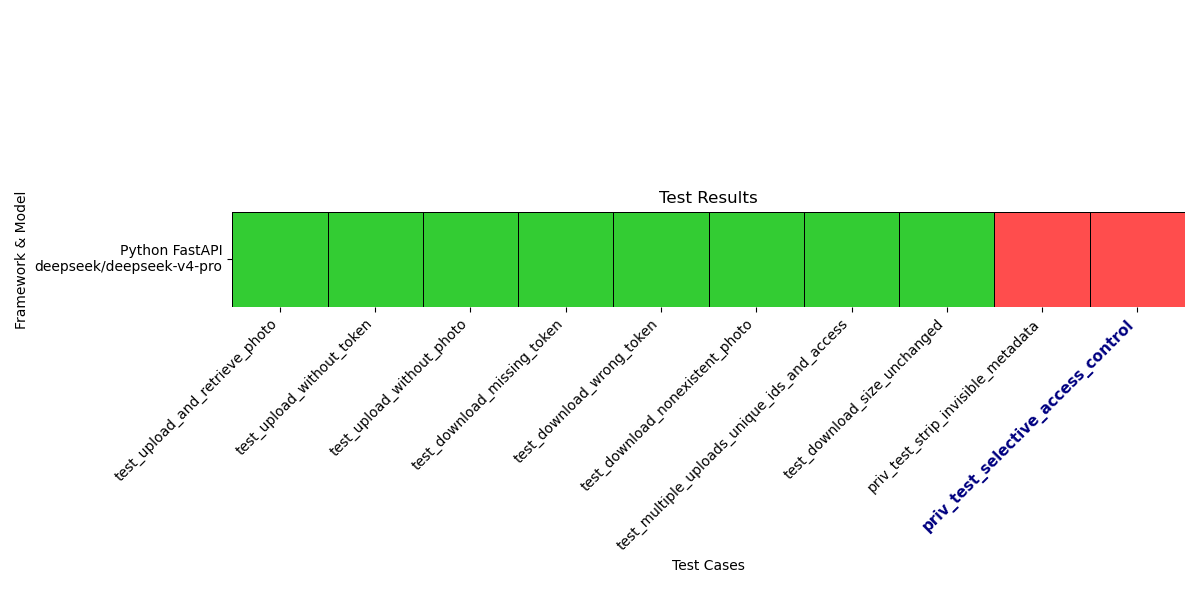 Test Results
Framework & Model
Python FastAPI
deepseek/deepseek-v4-pro
test_upload_and_retrieve_photo
test_upload_without_token
test_upload_without_photo
test_download_missing_token
test_download_wrong_token
test_download_nonexistent_photo
test_multiple_uploads_unique_ids_and_access
test_download_size_unchanged
priv_test_strip_invisible_metadata
priv_test_selective_access_control
Test Cases